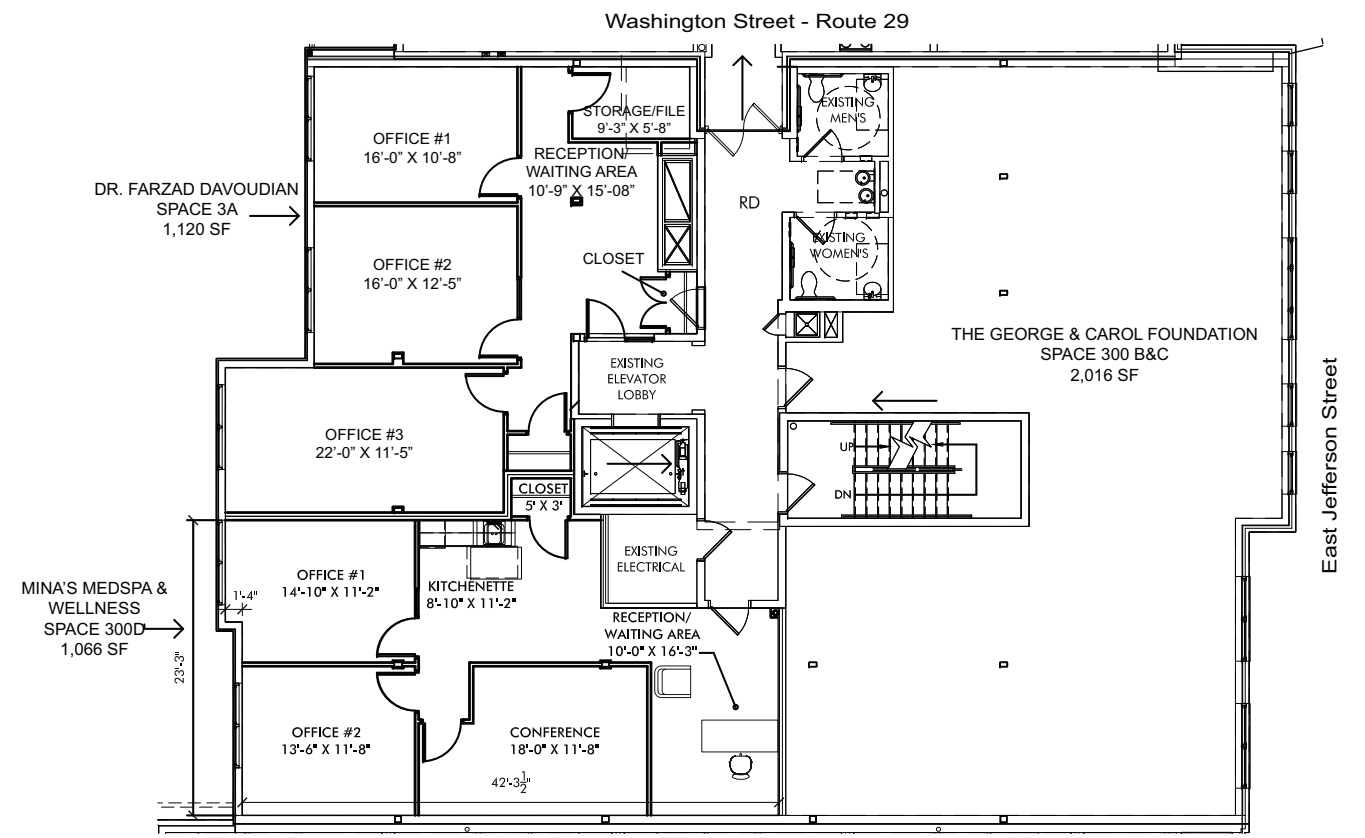 Washington Street - Route 29
STORAGE/FILE
9'-3" X 5'-8"
EXISTING
MEN'S
OFFICE #1
16'-0" X 10'-8"
RECEPTION/
WAITING AREA
10'-9" X 15'-08"
DR. FARZAD DAVOUDIAN
SPACE 3A
1,120 SF
RD
EXISTING
WOMEN'S
OFFICE #2
16'-0" X 12'-5"
CLOSET
THE GEORGE & CAROL FOUNDATION
SPACE 300 B&C
2,016 SF
EXISTING
ELEVATOR
LOBBY
East Jefferson Street
OFFICE #3
22'-0" X 11'-5"
UP
DN
CLOSET
5' X 3'
EXISTING
ELECTRICAL
OFFICE #1
14'-10" X 11'-2"
KITCHENETTE
8'-10" X 11'-2"
1'-4"
MINA'S MEDSPA &
WELLNESS
SPACE 300D
1,066 SF
RECEPTION/
WAITING AREA
10'-0" X 16'-3"
23'-3"
OFFICE #2
13'-6" X 11'-8"
CONFERENCE
18'-0" X 11'-8"
42'-3 1/2"